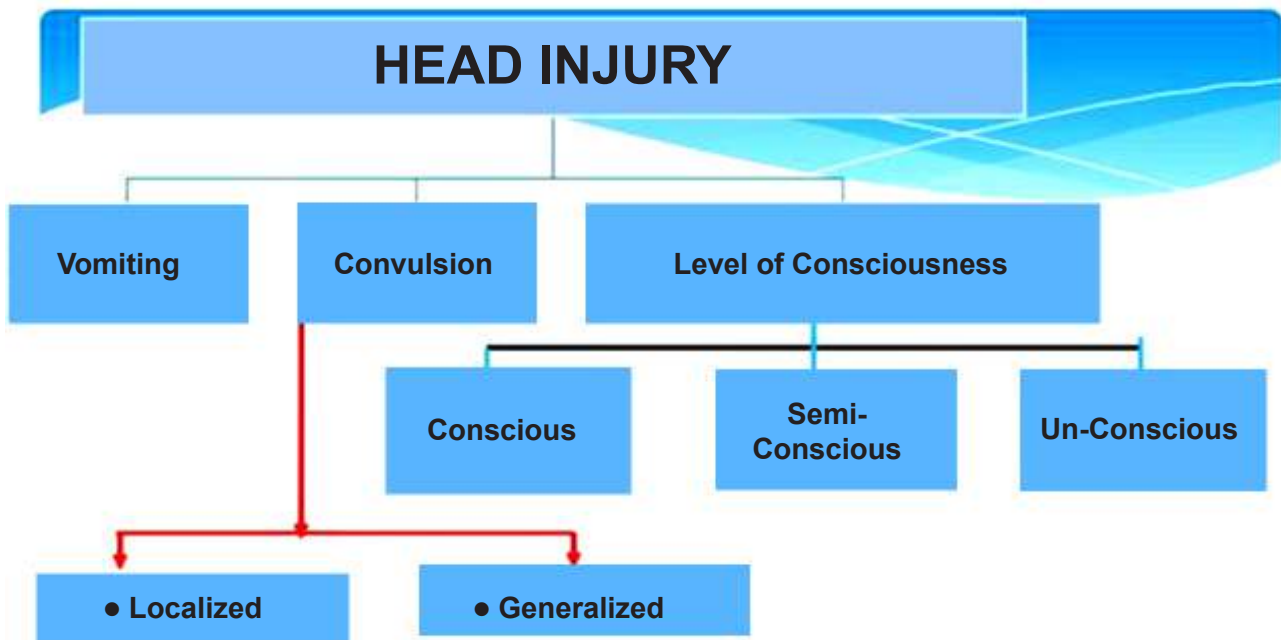 HEAD INJURY
Vomiting
Convulsion
Level of Consciousness
Conscious
Semi-
Conscious
Un-Conscious
● Localized
● Generalized